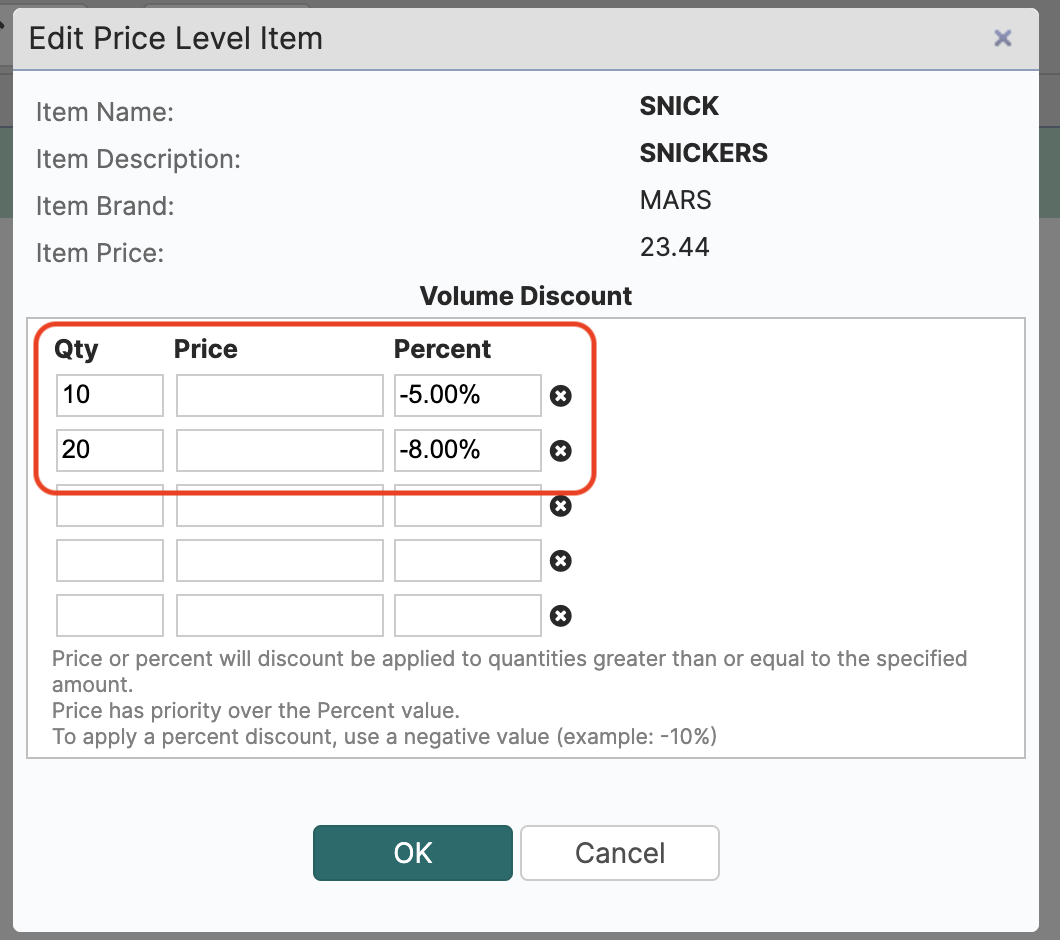 Edit Price Level Item
Item Name: SNICK
Item Description: SNICKERS
Item Brand: MARS
Item Price: 23.44
Volume Discount
Qty Price Percent
10 -5.00%
20 -8.00%
Price or percent will discount be applied to quantities greater than or equal to the specified
amount.
Price has priority over the Percent value.
To apply a percent discount, use a negative value (example: -10%)
OK Cancel